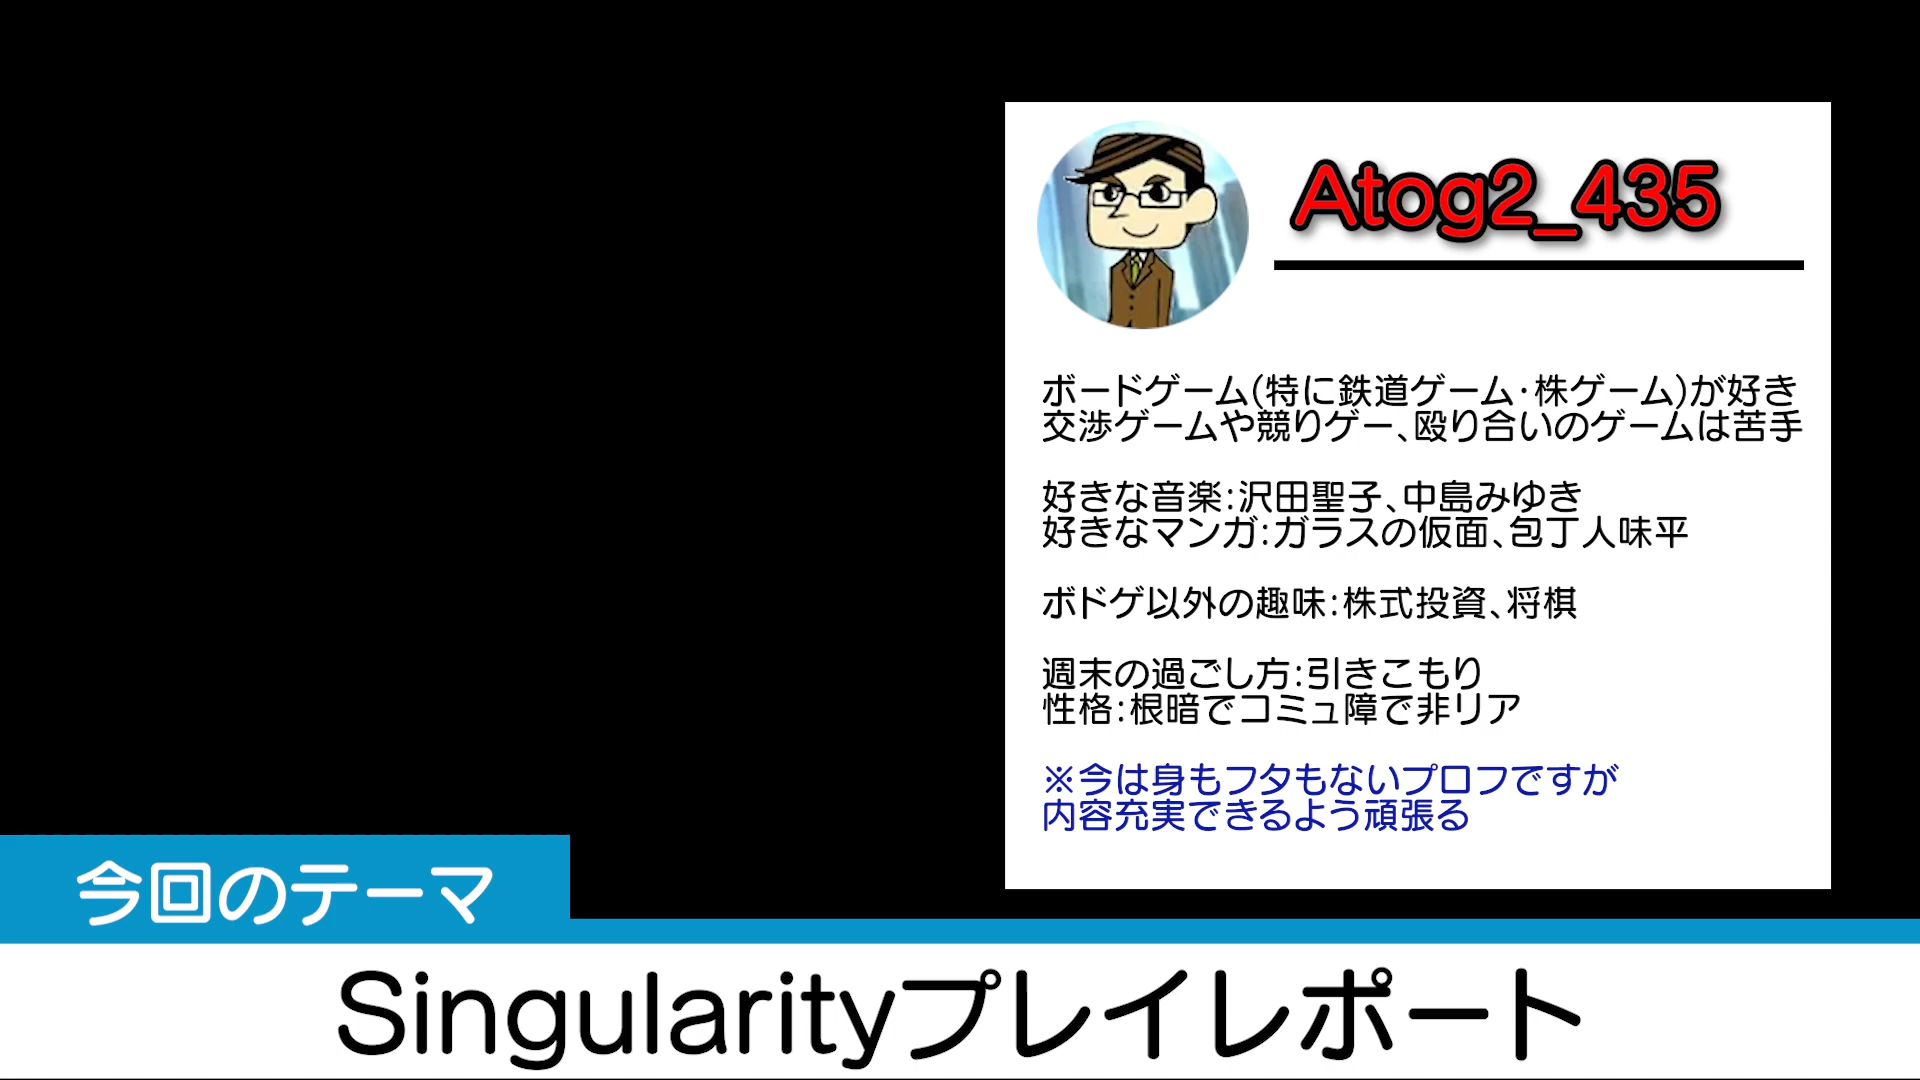 Atog2_435
ボードゲーム(特に鉄道ゲーム・株ゲーム)が好き
交渉ゲームや競りゲー、殴り合いのゲームは苦手
好きな音楽:沢田聖子、中島みゆき
好きなマンガ:ガラスの仮面、包丁人味平
ボドゲ以外の趣味:株式投資、将棋
週末の過ごし方:引きこもり
性格:根暗でコミュ障で非リア
※今は身もフタもないプロフですが
内容充実できるよう頑張る
今回のテーマ
Singularityプレイレポート